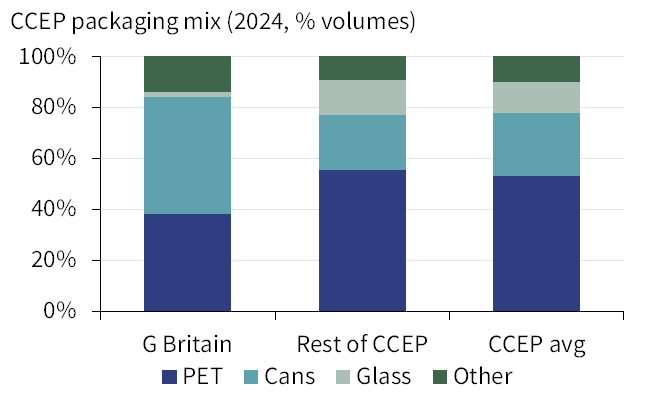 CCEP packaging mix (2024, % volumes)
100%
80%
60%
40%
20%
0%
G Britain Rest of CCEP CCEP avg
PET Cans Glass Other